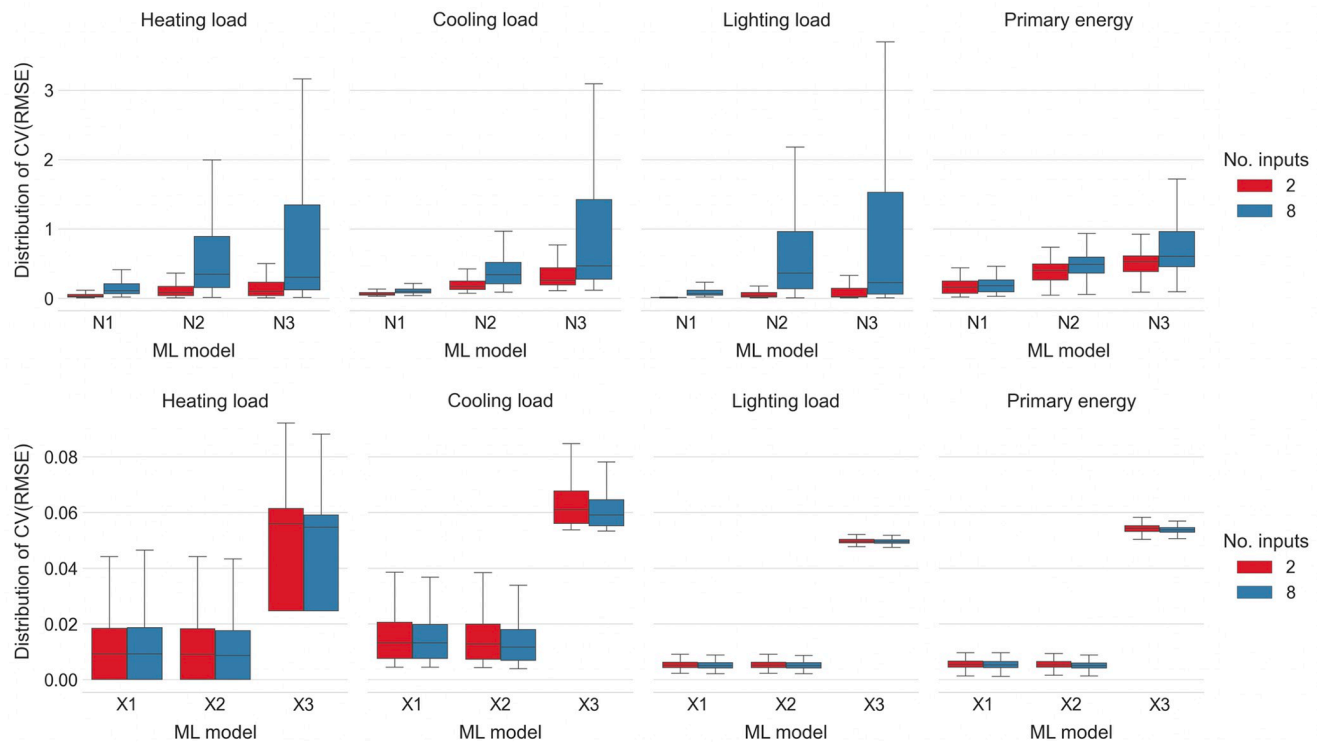 Heating load
Cooling load
Lighting load
Primary energy
Distribution of CV(RMSE)
3
2
1
0
N1 N2 N3
N1 N2 N3
N1 N2 N3
N1 N2 N3
ML model
ML model
ML model
ML model
No. inputs
2
8
Heating load
Cooling load
Lighting load
Primary energy
Distribution of CV(RMSE)
0.08
0.06
0.04
0.02
0.00
X1 X2 X3
X1 X2 X3
X1 X2 X3
X1 X2 X3
ML model
ML model
ML model
ML model
No. inputs
2
8